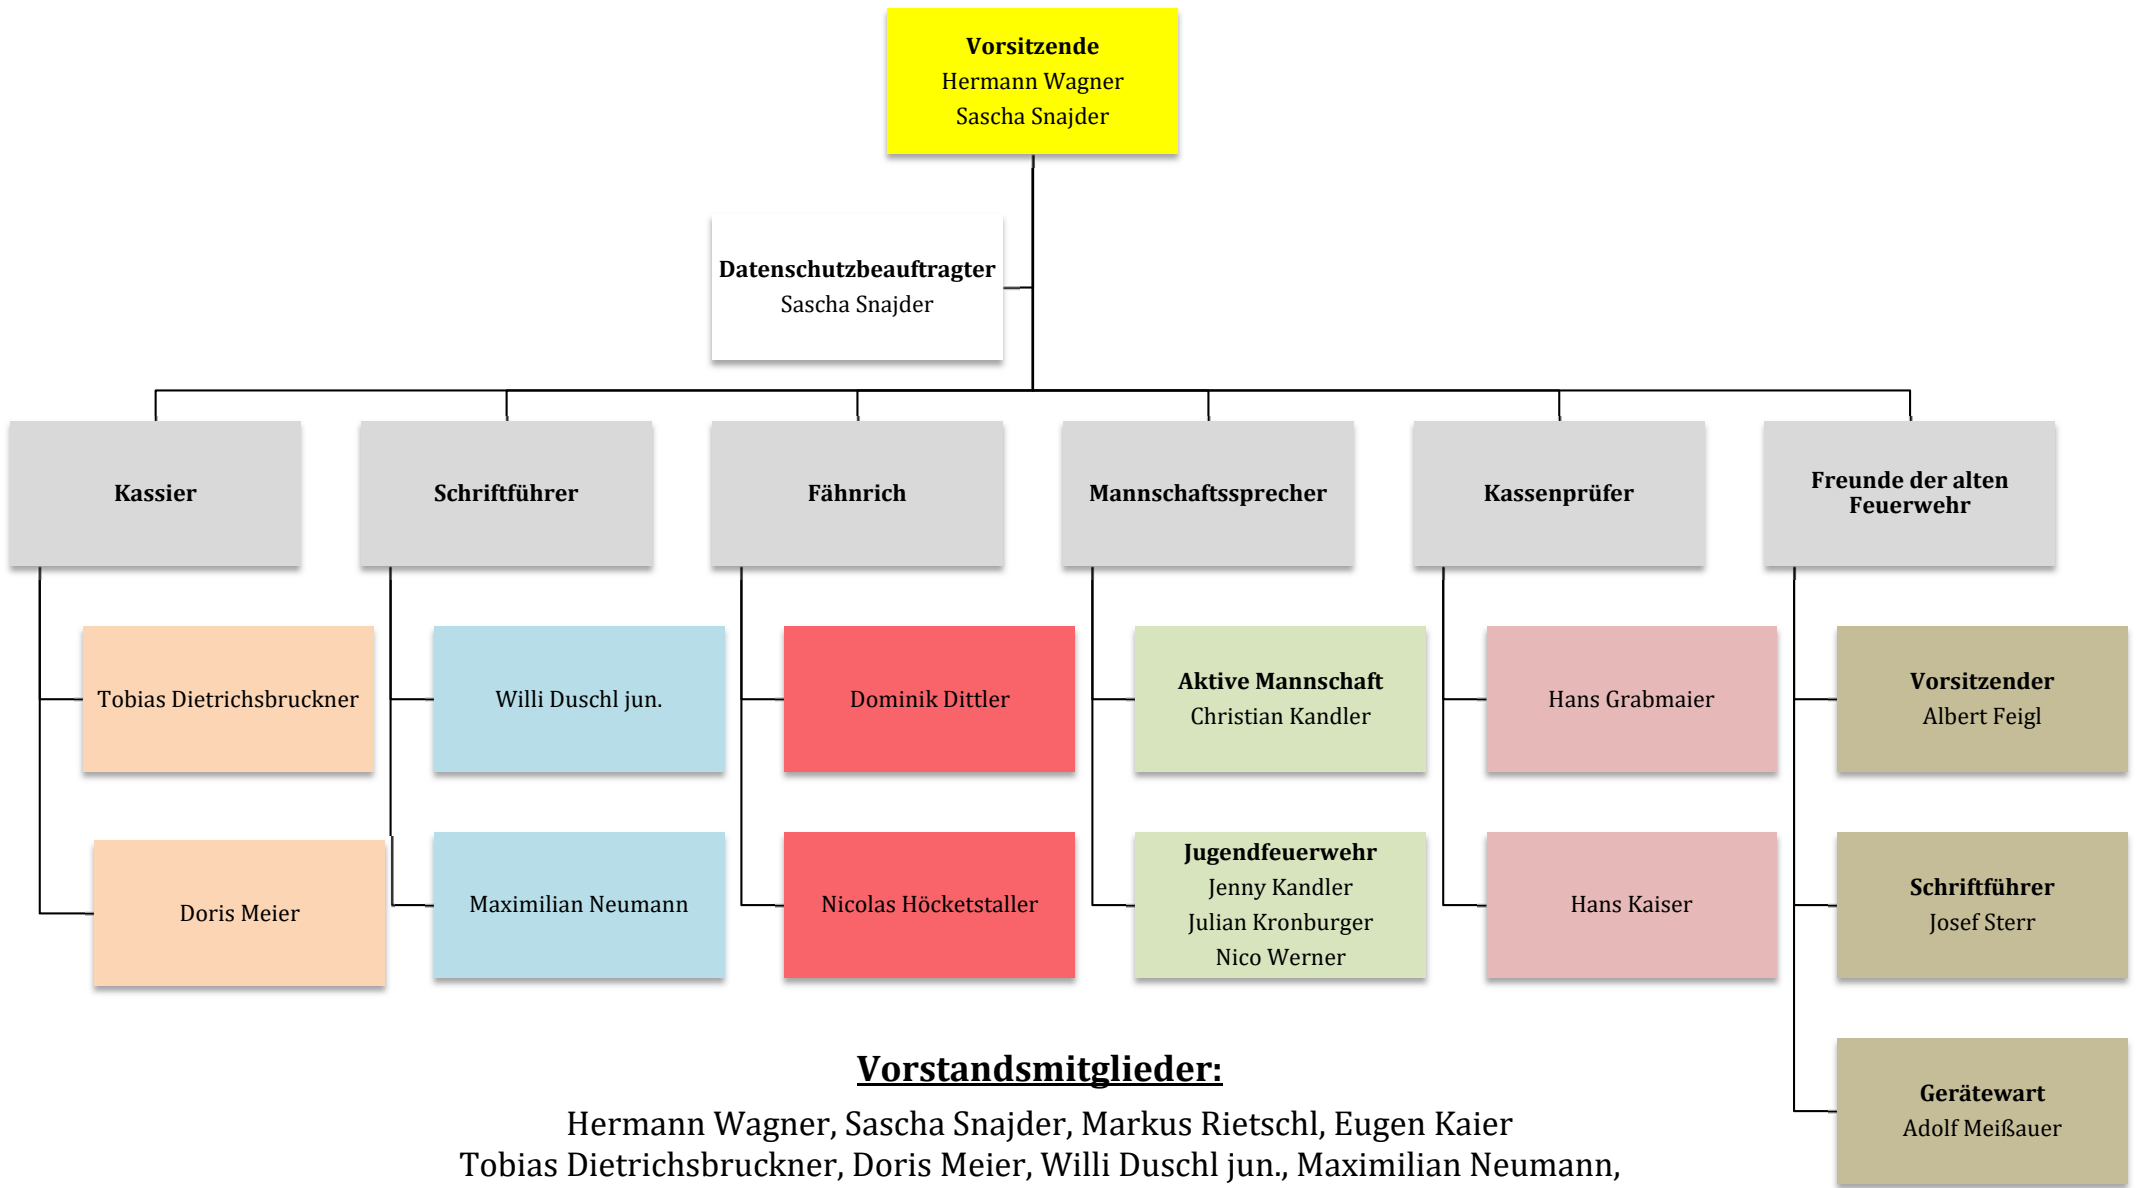 Vorsitzende
Hermann Wagner
Sascha Snajder
Datenschutzbeauftragter
Sascha Snajder
Kassier
Schriftführer
Fähnrich
Mannschaftssprecher
Kassenprüfer
Freunde der alten
Feuerwehr
Tobias Dietrichsbruckner
Willi Duschl jun.
Dominik Dittler
Aktive Mannschaft
Christian Kandler
Hans Grabmaier
Vorsitzender
Albert Feigl
Doris Meier
Maximilian Neumann
Nicolas Höcketstaller
Jugendfeuerwehr
Jenny Kandler
Julian Kronburger
Nico Werner
Hans Kaiser
Schriftführer
Josef Sterr
Gerätewart
Adolf Meißauer
Vorstandsmitglieder:
Hermann Wagner, Sascha Snajder, Markus Rietschl, Eugen Kaier
Tobias Dietrichsbruckner, Doris Meier, Willi Duschl jun., Maximilian Neumann,